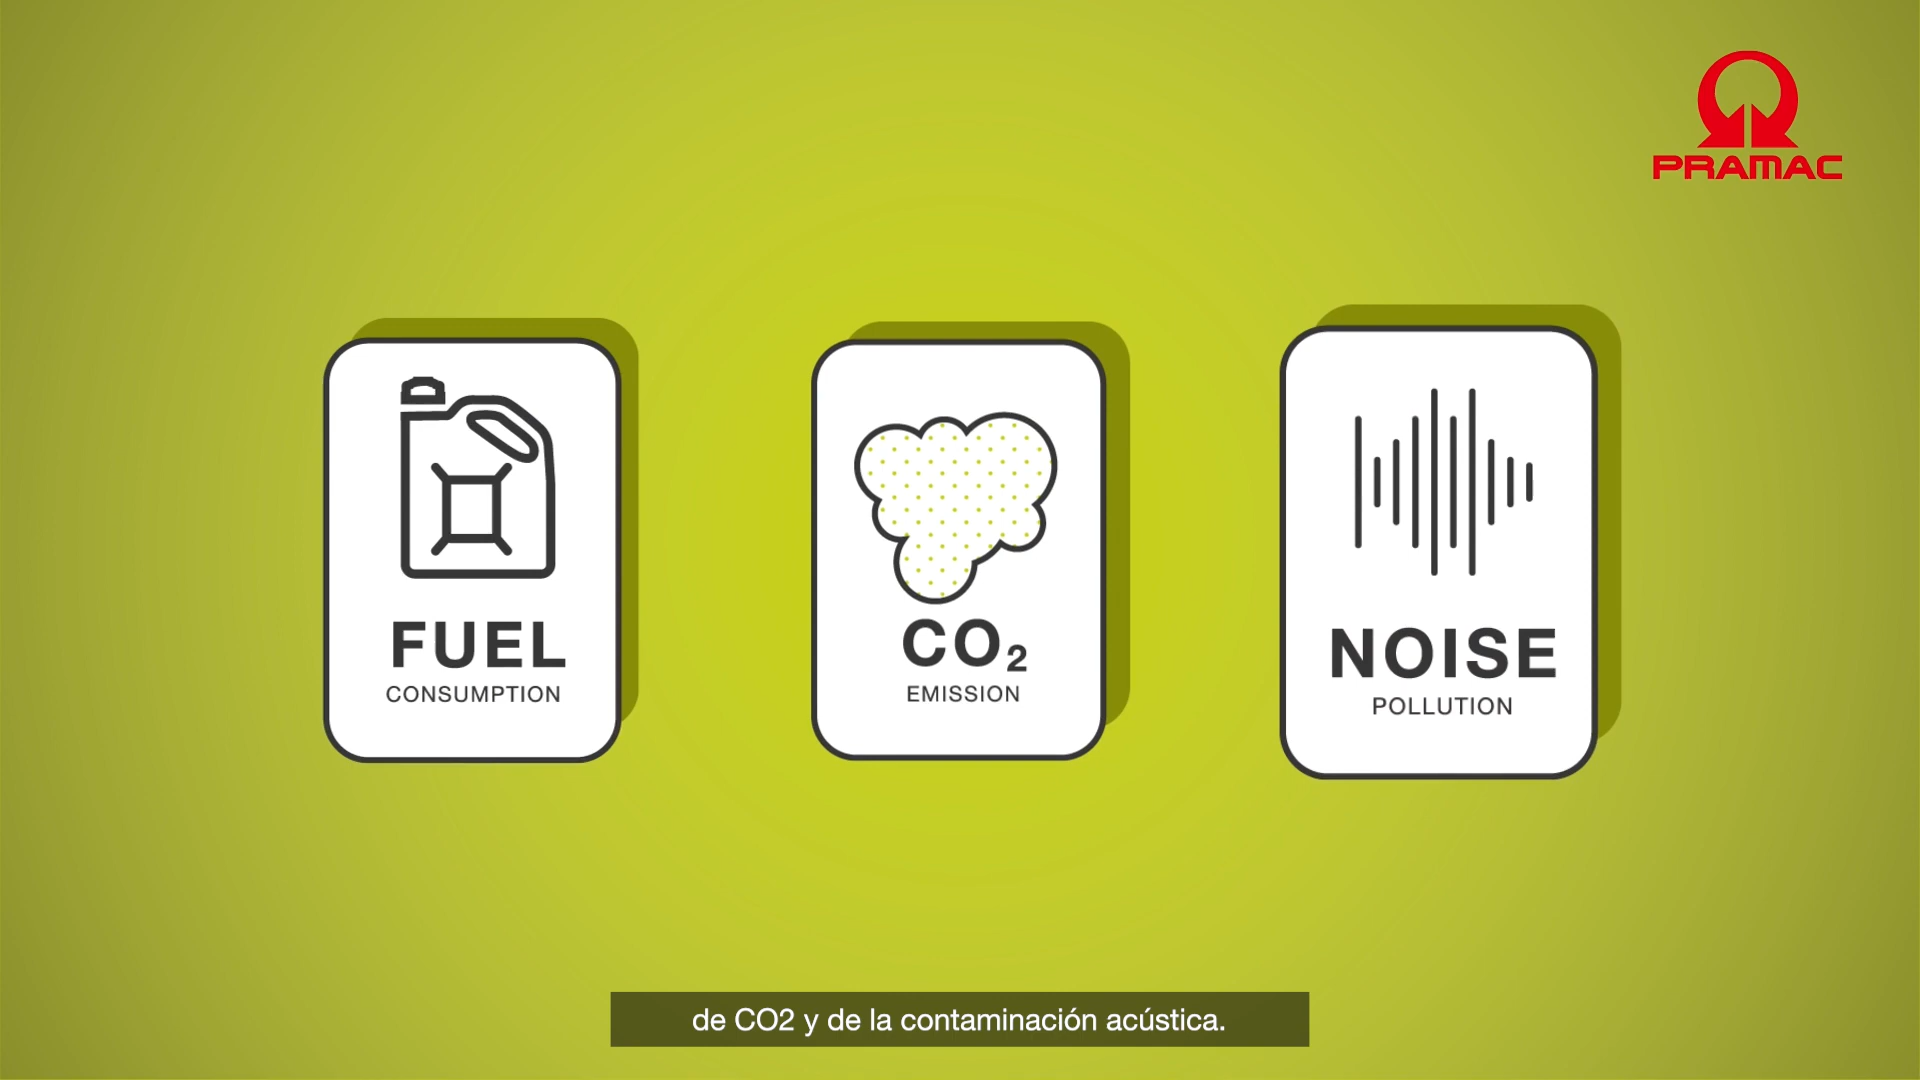 PRAMAC
FUEL
CONSUMPTION
CO₂
EMISSION
NOISE
POLLUTION
de CO2 y de la contaminación acústica.